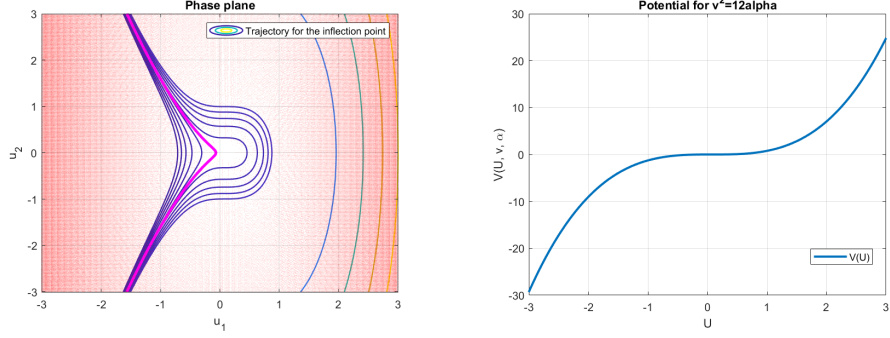 Phase plane
Trajectory for the inflection point
3
2
1
0
-1
-2
-3
u2
-3 -2 -1 0 1 2 3
u1
Potential for v^2=12alpha
30
20
10
0
-10
-20
-30
V(U, v, α)
V(U)
-3 -2 -1 0 1 2 3
U